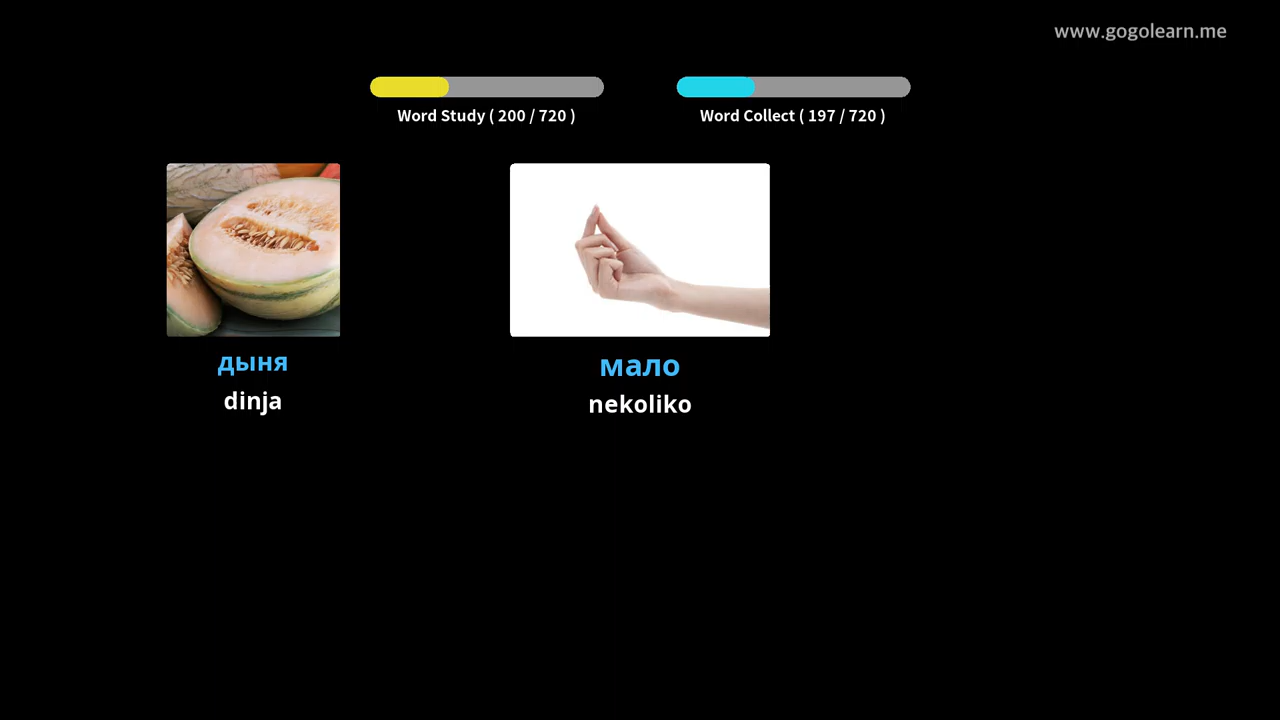 www.gogolearn.me
Word Study ( 200 / 720 )
Word Collect ( 197 / 720 )
дыня
dinja
мало
nekoliko